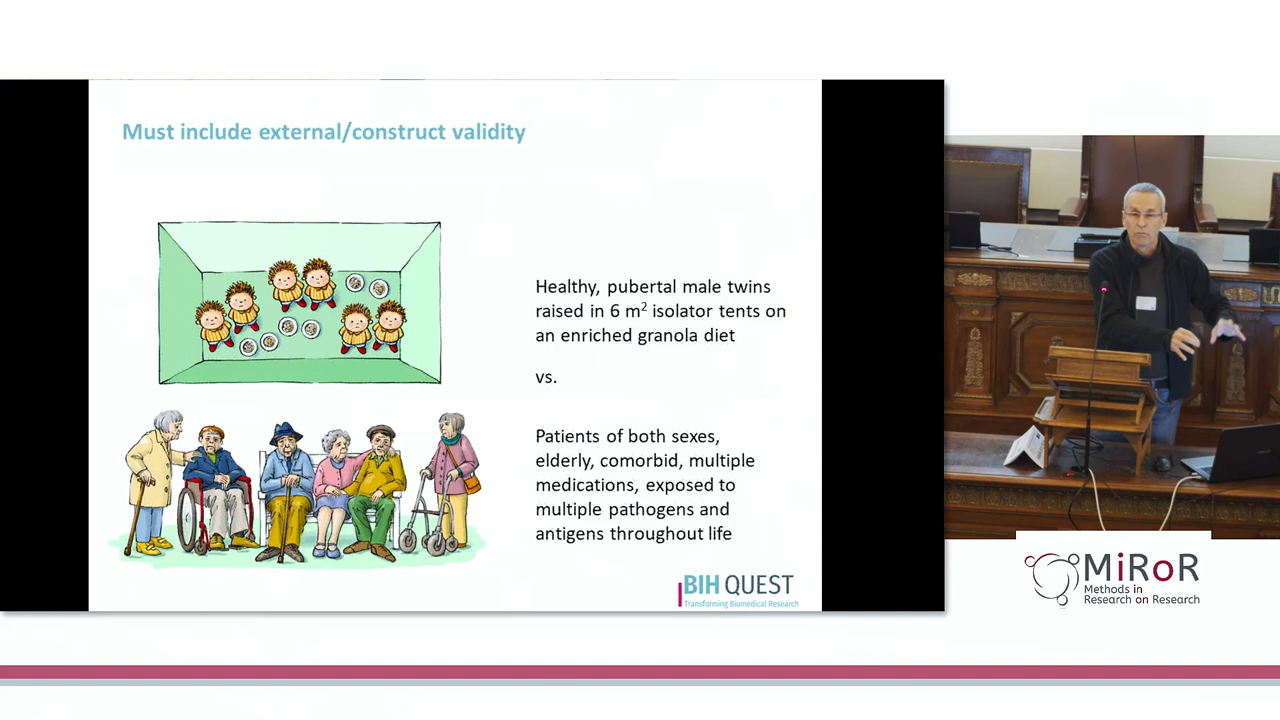 Must include external/construct validity
Healthy, pubertal male twins
raised in 6 m² isolator tents on
an enriched granola diet
vs.
Patients of both sexes,
elderly, comorbid, multiple
medications, exposed to
multiple pathogens and
antigens throughout life
BIH QUEST
Transforming Biomedical Research
MiRoR
Methods in
Research on Research